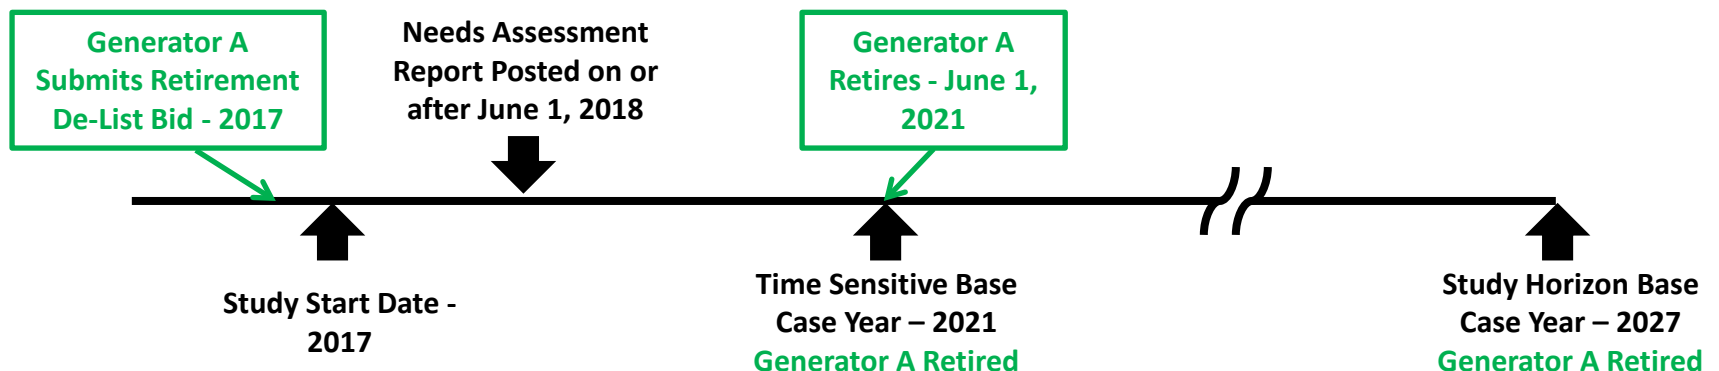 Generator A
Submits Retirement
De-List Bid - 2017
Needs Assessment
Report Posted on or
after June 1, 2018
Generator A
Retires - June 1,
2021
Study Start Date -
2017
Time Sensitive Base
Case Year – 2021
Generator A Retired
Study Horizon Base
Case Year – 2027
Generator A Retired